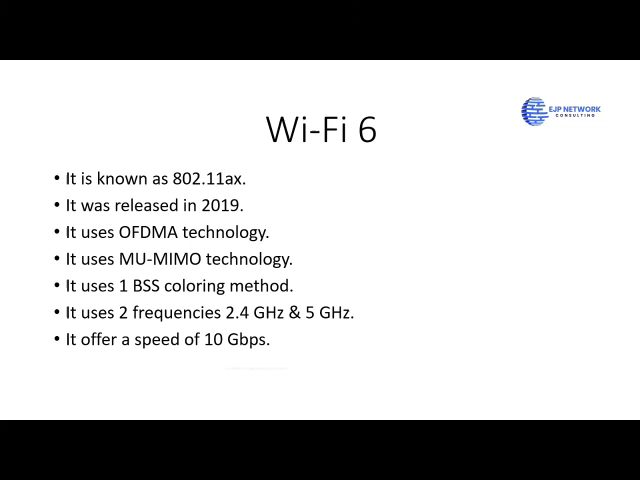 EJP NETWORK
CONSULTING
Wi-Fi 6
• It is known as 802.11ax.
• It was released in 2019.
• It uses OFDMA technology.
• It uses MU-MIMO technology.
• It uses 1 BSS coloring method.
• It uses 2 frequencies 2.4 GHz & 5 GHz.
• It offer a speed of 10 Gbps.